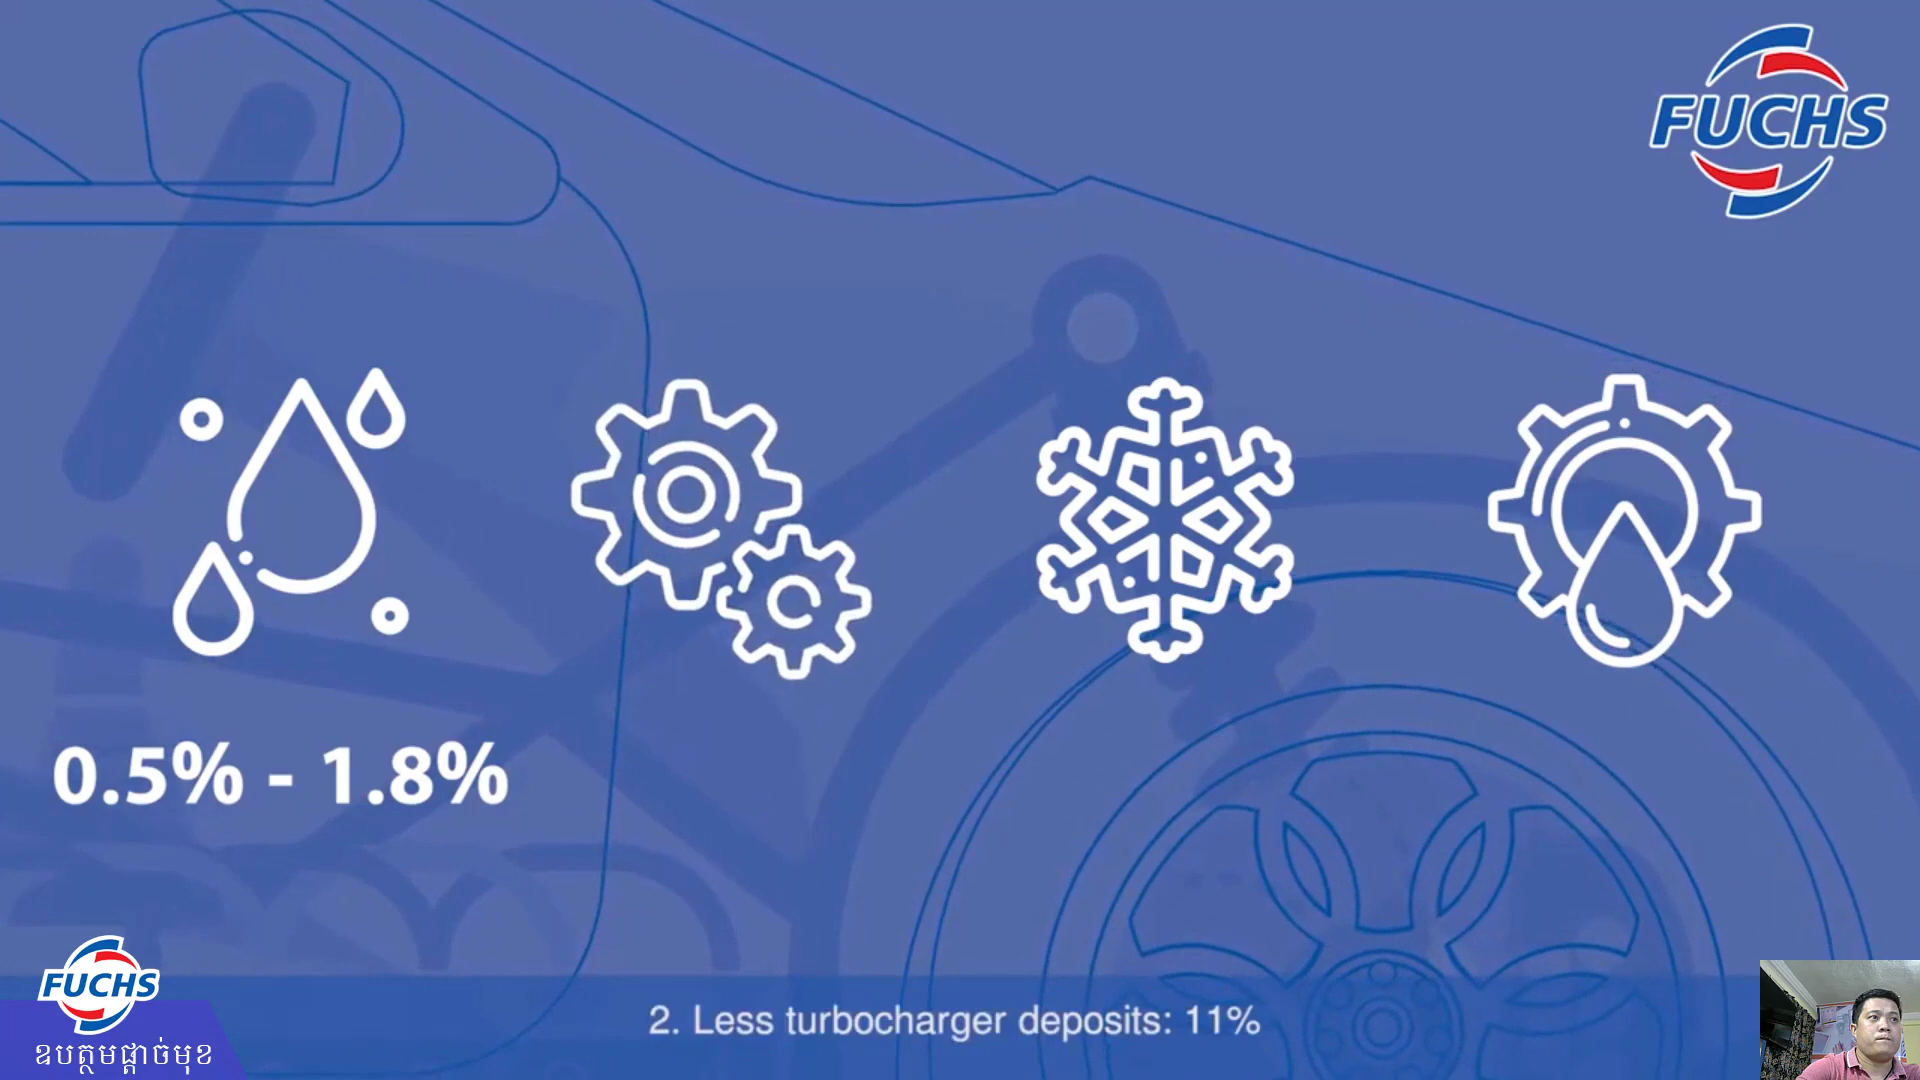 FUCHS
0.5% - 1.8%
FUCHS
2. Less turbocharger deposits: 11%
ឧបត្ថមផ្តាច់មុខ